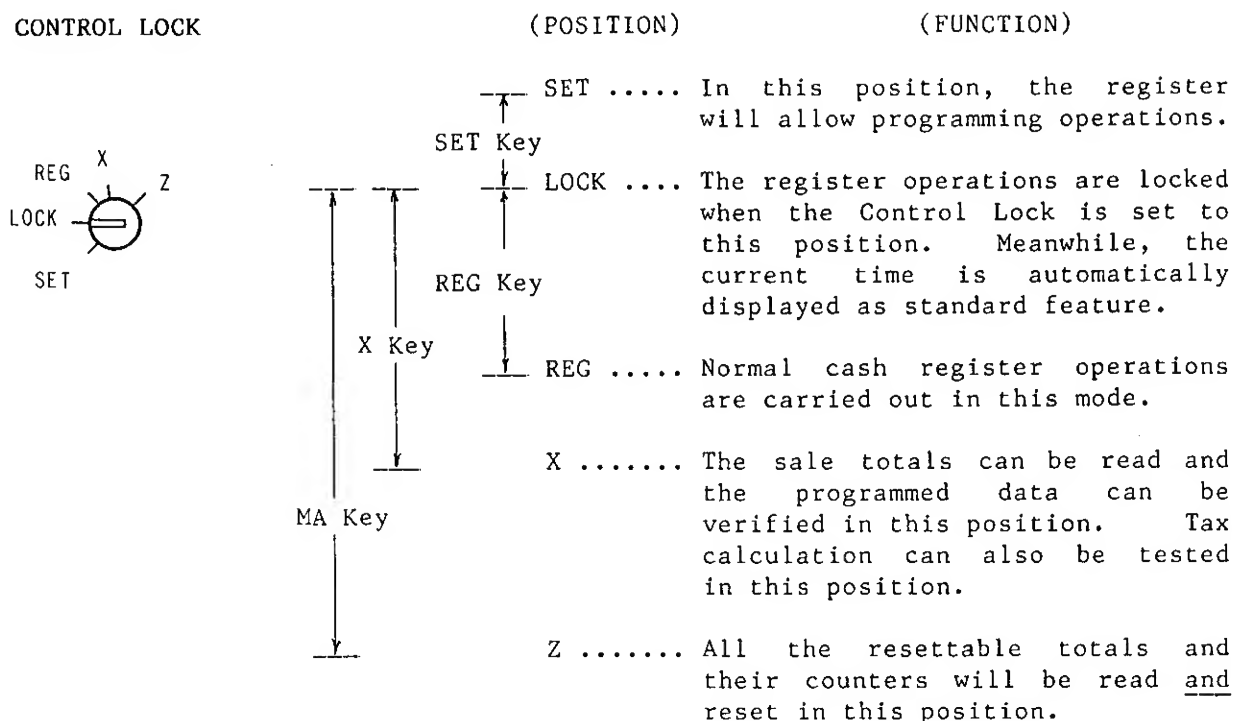 CONTROL LOCK (POSITION) (FUNCTION)
SET ..... In this position, the register
will allow programming operations.
SET Key
X
REG Z
LOCK
SET
LOCK .... The register operations are locked
when the Control Lock is set to
this position. Meanwhile, the
current time is automatically
displayed as standard feature.
REG Key
X Key
REG ..... Normal cash register operations
are carried out in this mode.
X ....... The sale totals can be read and
the programmed data can be
verified in this position. Tax
calculation can also be tested
in this position.
MA Key
Z ....... All the resettable totals and
their counters will be read and
reset in this position.